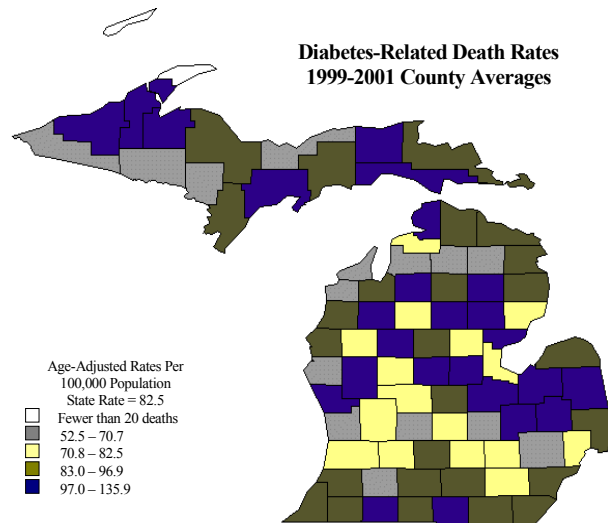 Diabetes-Related Death Rates
1999-2001 County Averages
Age-Adjusted Rates Per
100,000 Population
State Rate = 82.5
Fewer than 20 deaths
52.5 – 70.7
70.8 – 82.5
83.0 – 96.9
97.0 – 135.9